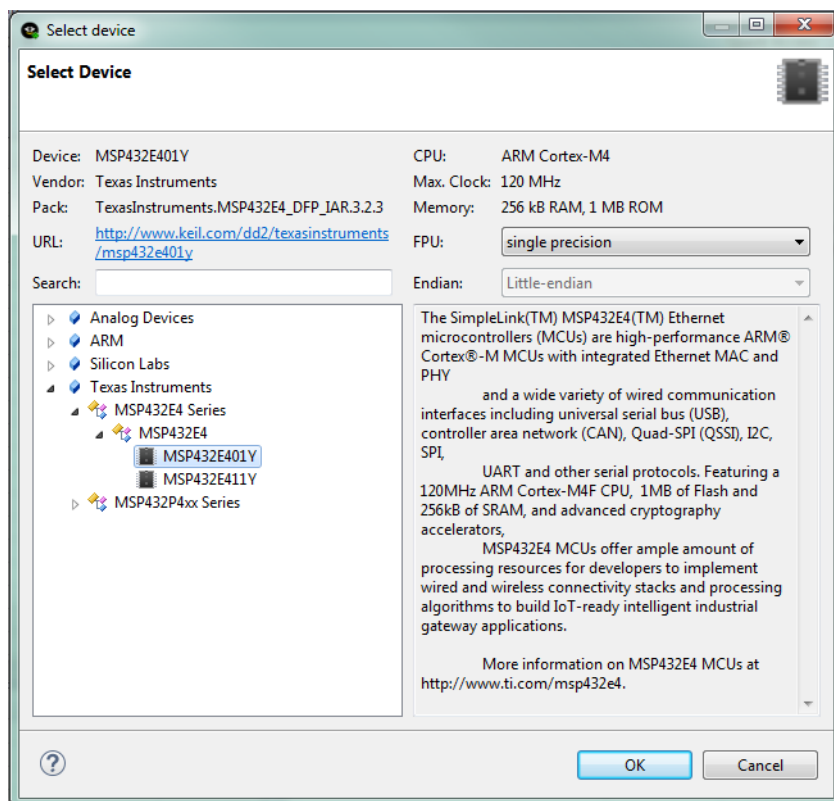 Select device
Select Device
Device: MSP432E401Y
Vendor: Texas Instruments
Pack: TexasInstruments.MSP432E4_DFP_IAR.3.2.3
URL: http://www.keil.com/dd2/texasinstruments
/msp432e401y
Search:
CPU: ARM Cortex-M4
Max. Clock: 120 MHz
Memory: 256 kB RAM, 1 MB ROM
FPU: single precision
Endian: Little-endian
Analog Devices
ARM
Silicon Labs
Texas Instruments
MSP432E4 Series
MSP432E4
MSP432E401Y
MSP432E411Y
MSP432P4xx Series
The SimpleLink(TM) MSP432E4(TM) Ethernet
microcontrollers (MCUs) are high-performance ARM®
Cortex®-M MCUs with integrated Ethernet MAC and
PHY
and a wide variety of wired communication
interfaces including universal serial bus (USB),
controller area network (CAN), Quad-SPI (QSSI), I2C,
SPI,
UART and other serial protocols. Featuring a
120MHz ARM Cortex-M4F CPU, 1MB of Flash and
256kB of SRAM, and advanced cryptography
accelerators,
MSP432E4 MCUs offer ample amount of
processing resources for developers to implement
wired and wireless connectivity stacks and processing
algorithms to build IoT-ready intelligent industrial
gateway applications.
More information on MSP432E4 MCUs at
http://www.ti.com/msp432e4.
?
OK
Cancel